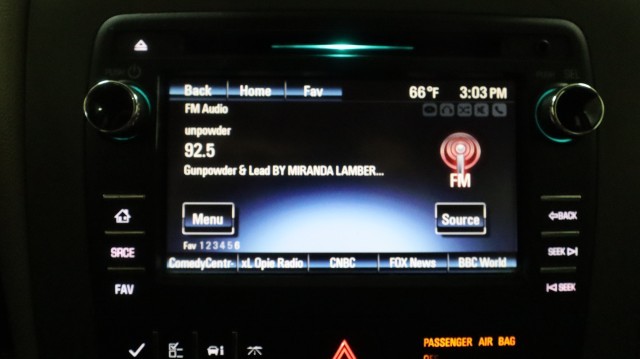 Back Home Fav 66°F 3:03 PM
FM Audio
unpowder
92.5
Gunpowder & Lead BY MIRANDA LAMBER...
FM
Menu Source
Fav 1 2 3 4 5 6
ComedyCentr- xL Opie Radio CNBC FOX News BBC World
SRCE
FAV
BACK
SEEK
SEEK
PASSENGER AIR BAG
OFF